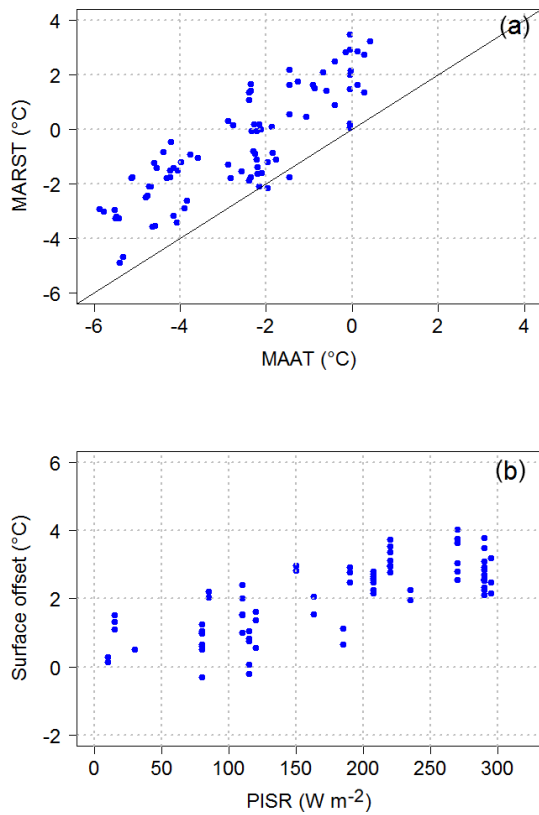 (a)
4
2
0
-2
-4
-6
MARST (°C)
-6 -4 -2 0 2 4
MAAT (°C)
(b)
6
4
2
0
-2
Surface offset (°C)
0 50 100 150 200 250 300
PISR (W m⁻²)